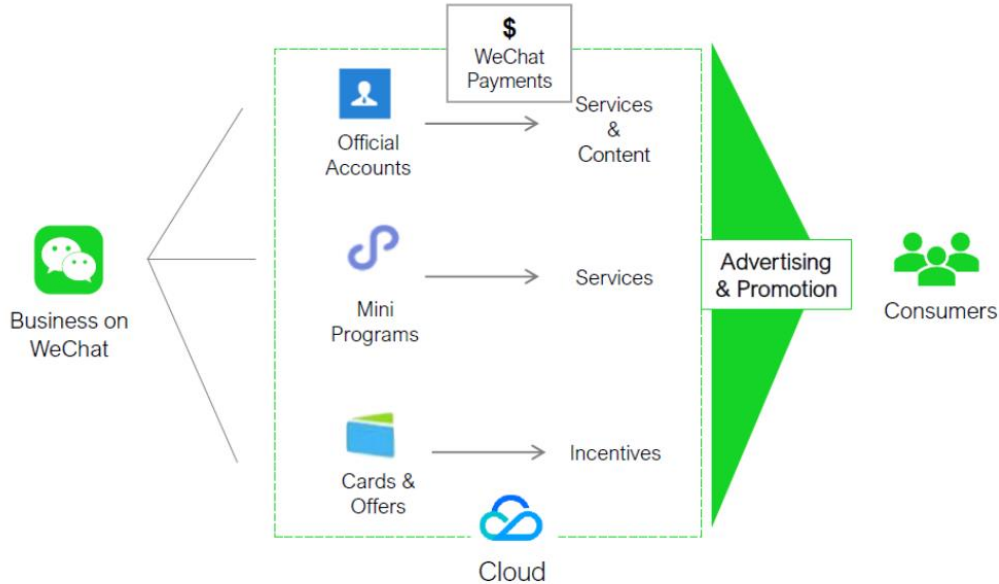 $
WeChat
Payments
Official
Accounts
Services
&
Content
Business on
WeChat
Mini
Programs
Services
Advertising
& Promotion
Consumers
Cards &
Offers
Incentives
Cloud